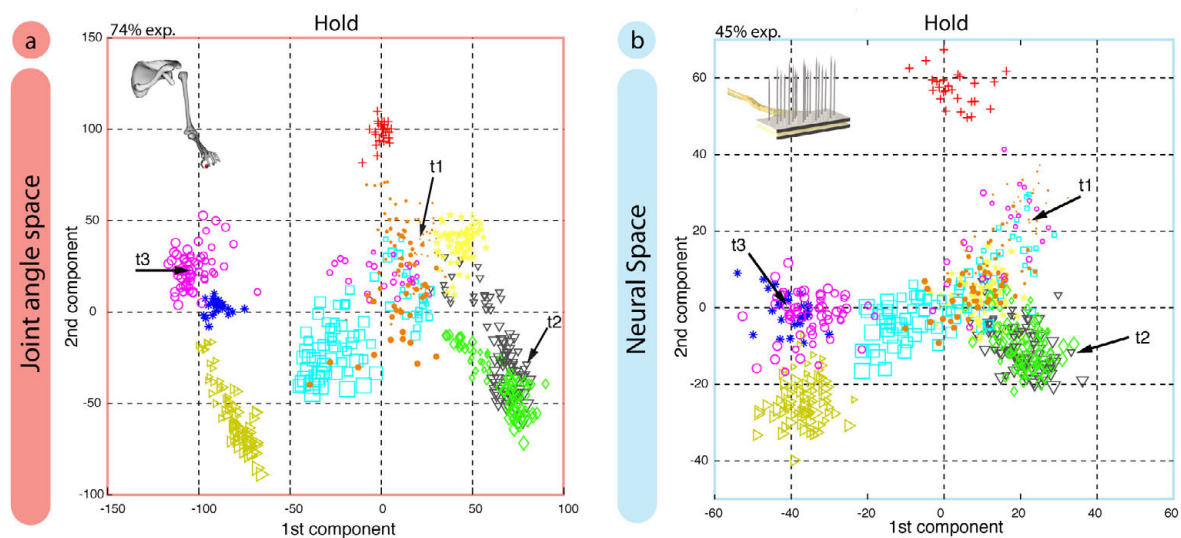 a
Joint angle space
74% exp.
Hold
150
100
50
0
-50
-100
2nd component
t1
t2
t3
-150
-100
-50
0
50
100
1st component
b
Neural Space
45% exp.
Hold
60
40
20
0
-20
-40
2nd component
t1
t2
t3
-60
-40
-20
0
20
40
60
1st component